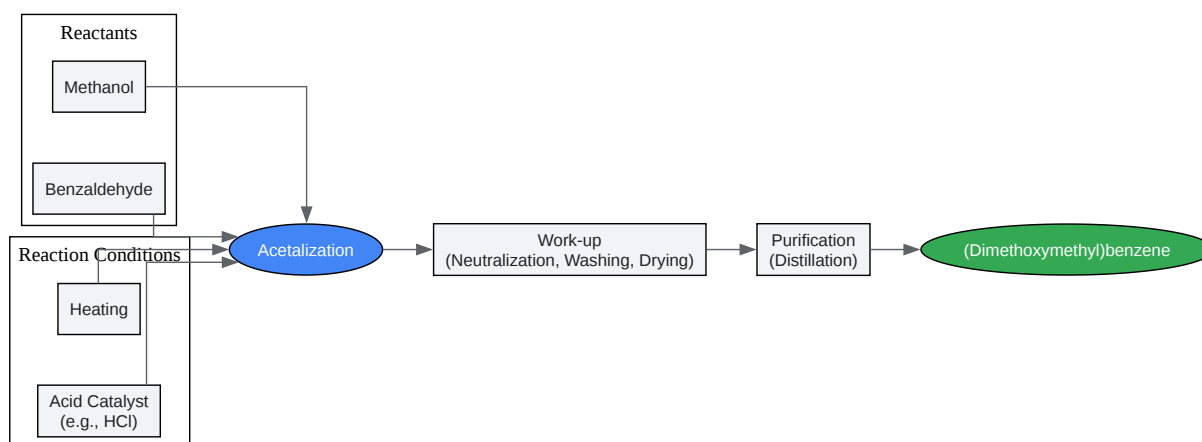 Reactants
Methanol
Benzaldehyde
Reaction Conditions
Heating
Acid Catalyst
(e.g., HCl)
Acetalization
Work-up
(Neutralization, Washing, Drying)
Purification
(Distillation)
(Dimethoxymethyl)benzene